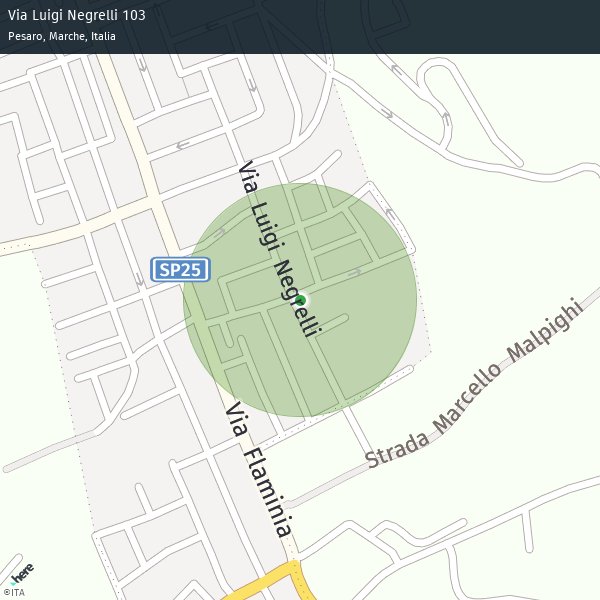 Via Luigi Negrelli 103
Pesaro, Marche, Italia
Via Luigi Negrelli
SP25
Strada Marcello Malpighi
Via Flaminia
here
©ITA